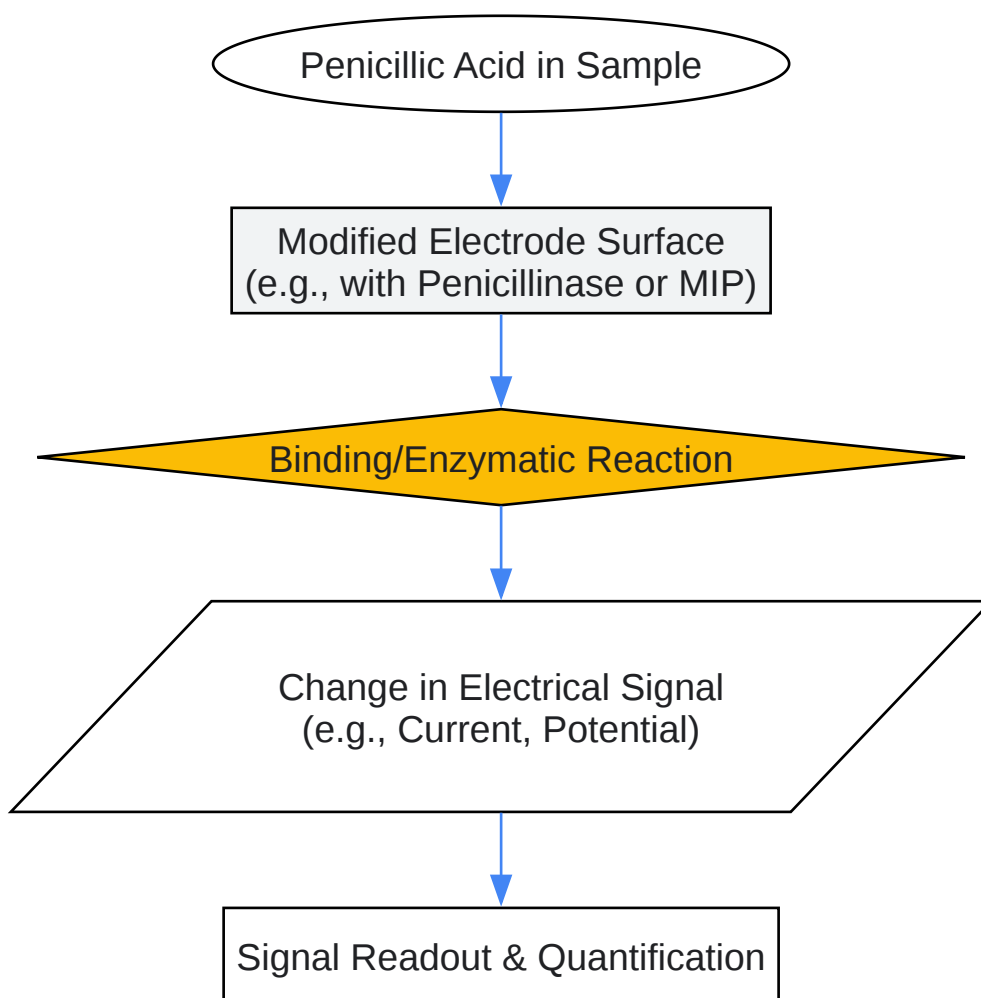 Penicillic Acid in Sample
Modified Electrode Surface
(e.g., with Penicillinase or MIP)
Binding/Enzymatic Reaction
Change in Electrical Signal
(e.g., Current, Potential)
Signal Readout & Quantification